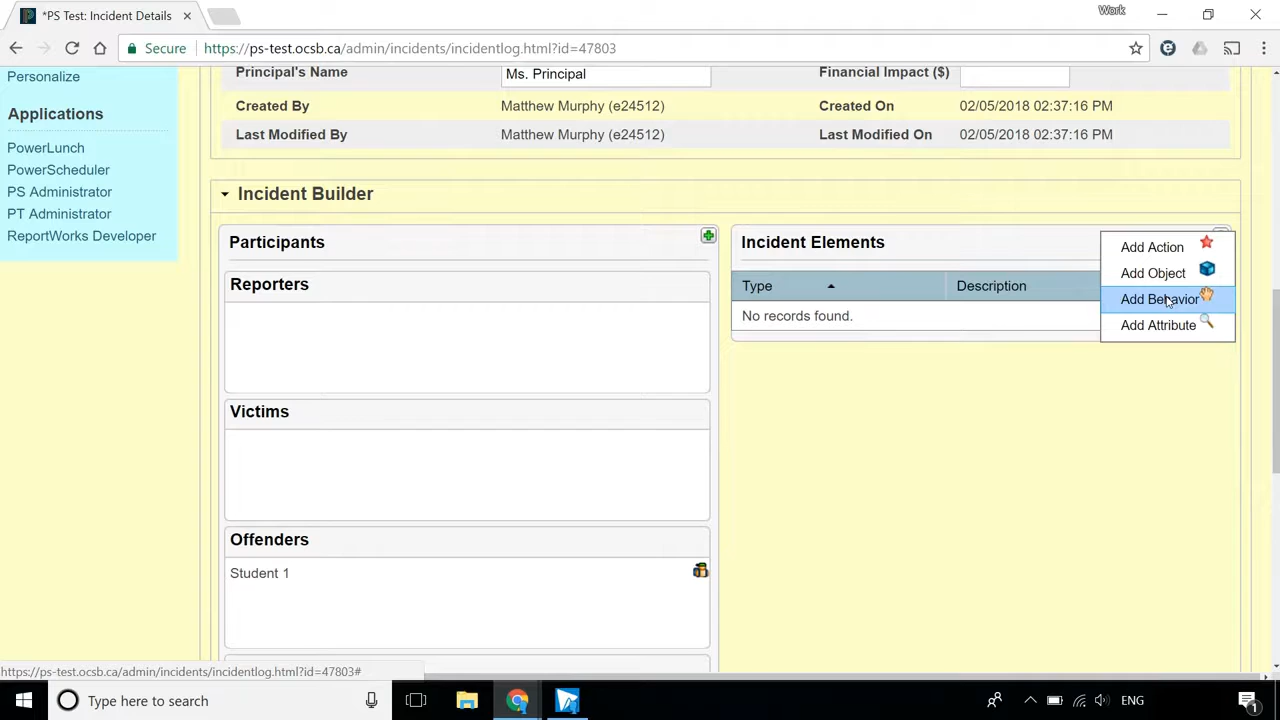 *PS Test: Incident Details
Work
Secure https://ps-test.ocsb.ca/admin/incidents/incidentlog.html?id=47803
Personalize
Applications
PowerLunch
PowerScheduler
PS Administrator
PT Administrator
ReportWorks Developer
Principal's Name Ms. Principal Financial Impact ($)
Created By Matthew Murphy (e24512) Created On 02/05/2018 02:37:16 PM
Last Modified By Matthew Murphy (e24512) Last Modified On 02/05/2018 02:37:16 PM
Incident Builder
Participants
Reporters
Victims
Offenders
Student 1
Incident Elements
Type Description
No records found.
Add Action
Add Object
Add Behavior
Add Attribute
https://ps-test.ocsb.ca/admin/incidents/incidentlog.html?id=47803#
Type here to search
ENG
1